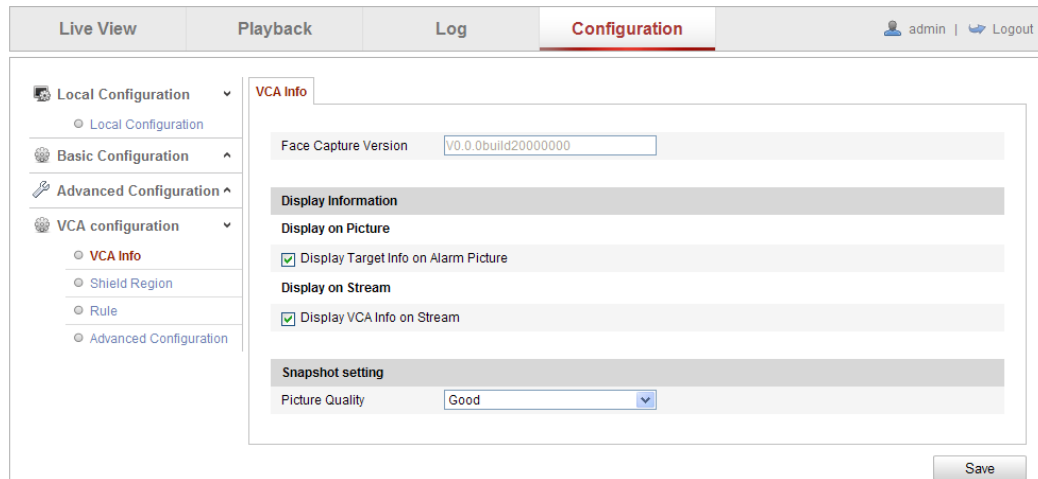 Live View Playback Log Configuration admin | Logout
Local Configuration
Local Configuration
Basic Configuration
Advanced Configuration
VCA configuration
VCA Info
Shield Region
Rule
Advanced Configuration
VCA Info
Face Capture Version V0.0.0build20000000
Display Information
Display on Picture
Display Target Info on Alarm Picture
Display on Stream
Display VCA Info on Stream
Snapshot setting
Picture Quality Good
Save